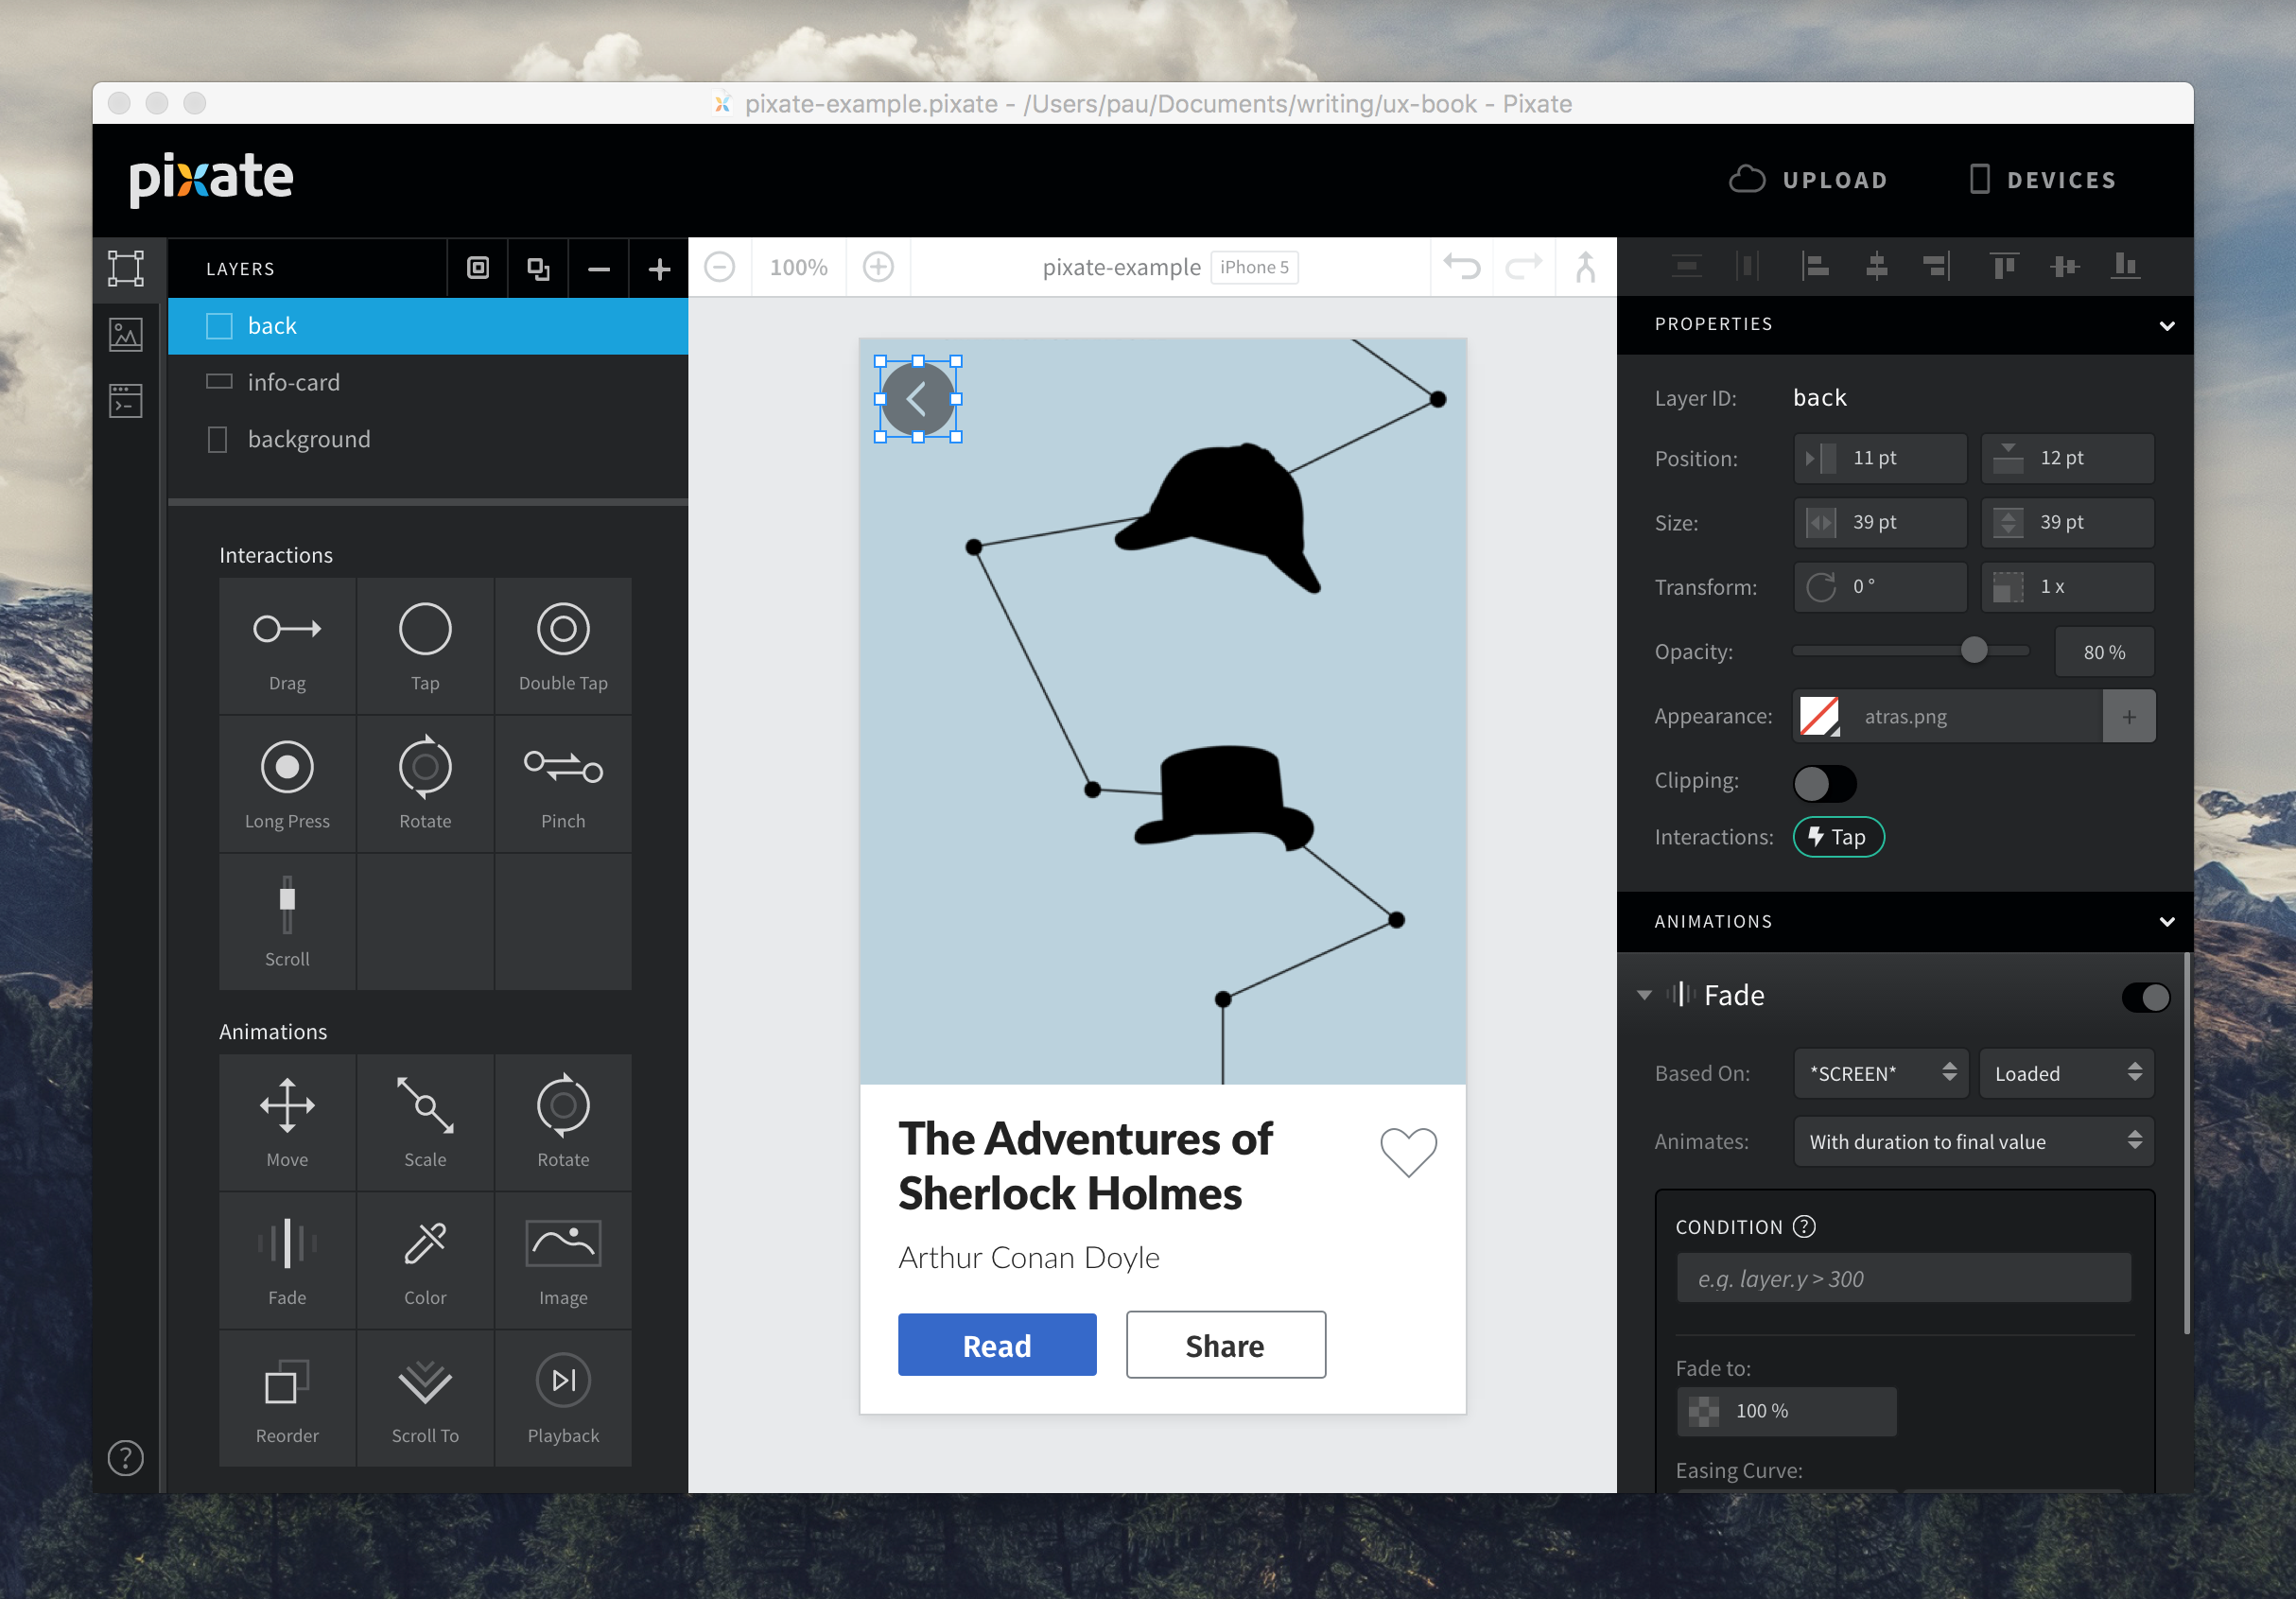 pixate-example.pixate - /Users/pau/Documents/writing/ux-book - Pixate
pixate
UPLOAD
DEVICES
LAYERS
back
info-card
background
Interactions
Drag
Tap
Double Tap
Long Press
Rotate
Pinch
Scroll
Animations
Move
Scale
Rotate
Fade
Color
Image
Reorder
Scroll To
Playback
100%
pixate-example
iPhone 5
The Adventures of
Sherlock Holmes
Arthur Conan Doyle
Read
Share
PROPERTIES
Layer ID: back
Position: 11 pt 12 pt
Size: 39 pt 39 pt
Transform: 0 ° 1 x
Opacity: 80 %
Appearance: atras.png +
Clipping:
Interactions: Tap
ANIMATIONS
Fade
Based On: *SCREEN* Loaded
Animates: With duration to final value
CONDITION ?
e.g. layer.y > 300
Fade to:
100 %
Easing Curve:
?